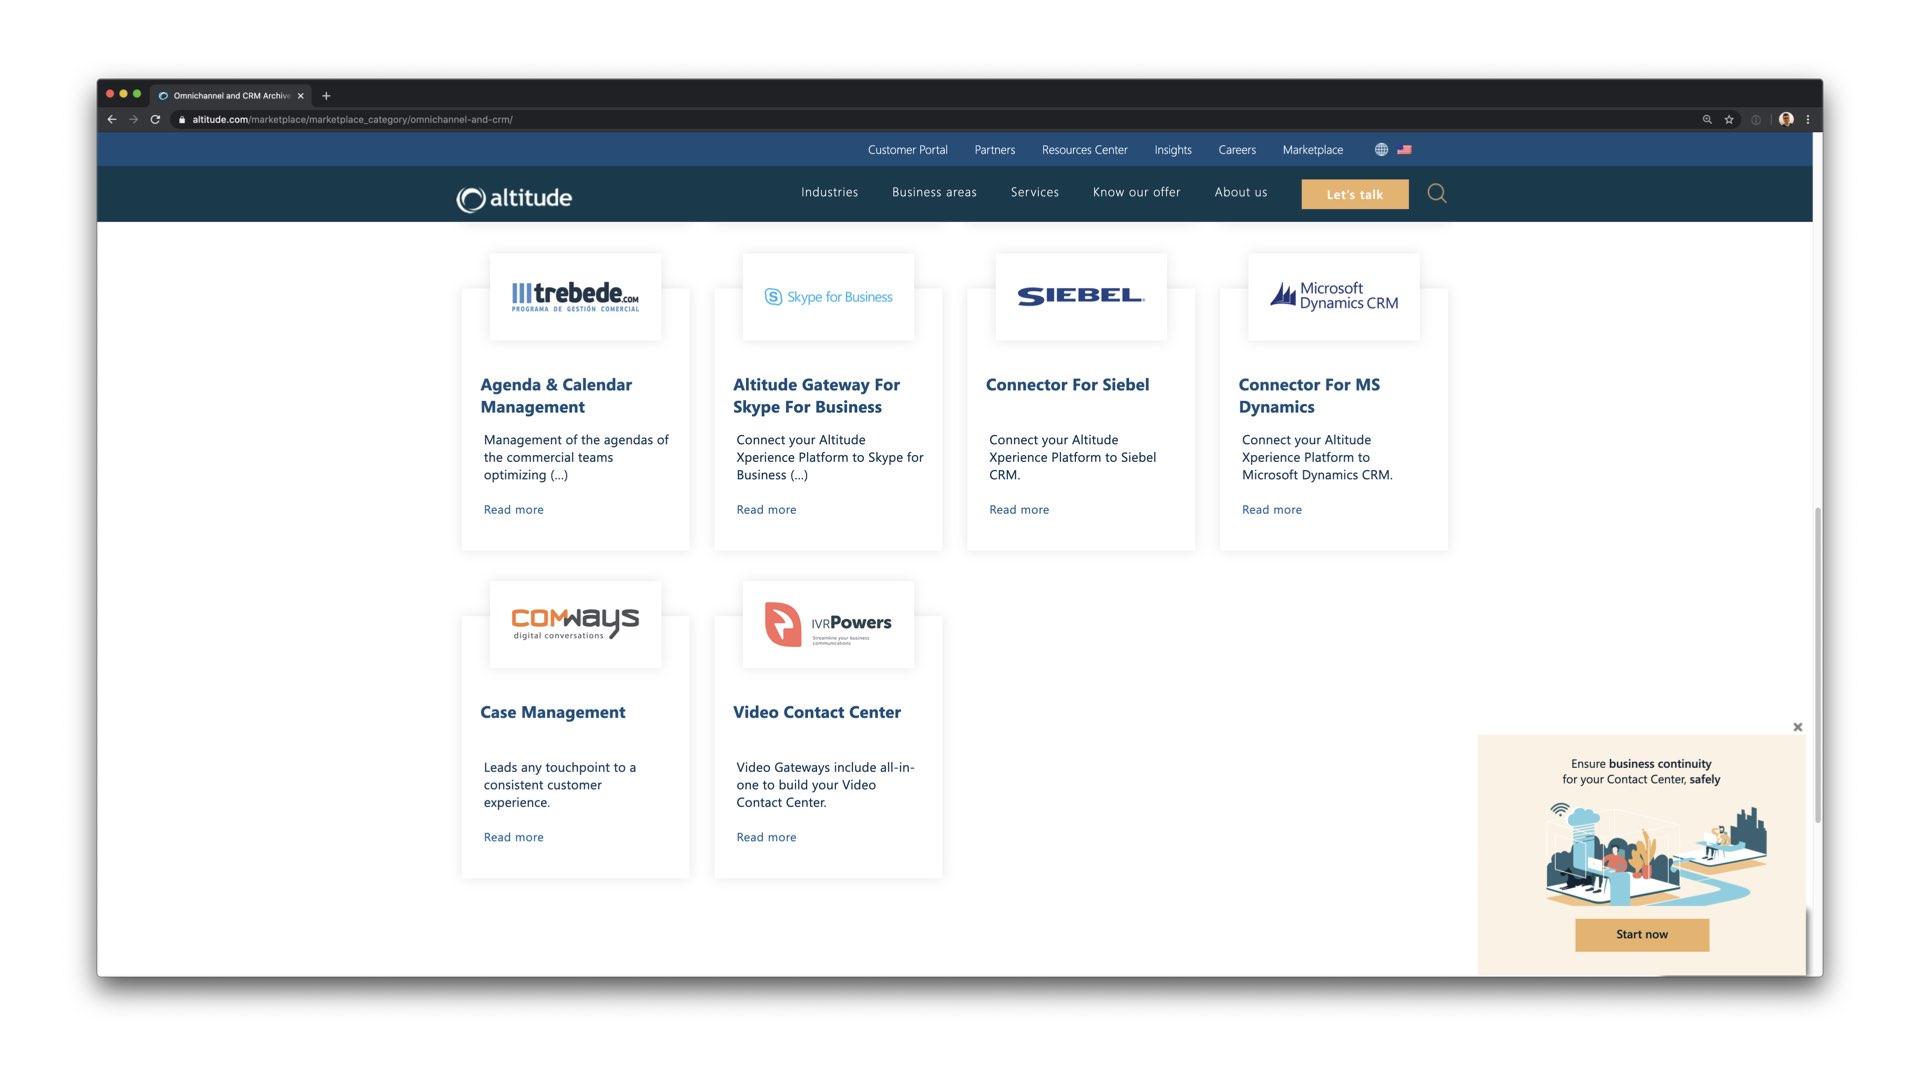 Omnichannel and CRM Archive
altitude.com/marketplace/marketplace_category/omnichannel-and-crm/
Customer Portal Partners Resources Center Insights Careers Marketplace
altitude Industries Business areas Services Know our offer About us Let's talk
trebede.COM
PROGRAMA DE GESTIÓN COMERCIAL
Skype for Business
SIEBEL.
Microsoft
Dynamics CRM
Agenda & Calendar
Management
Management of the agendas of
the commercial teams
optimizing (...)
Read more
Altitude Gateway For
Skype For Business
Connect your Altitude
Xperience Platform to Skype for
Business (...)
Read more
Connector For Siebel
Connect your Altitude
Xperience Platform to Siebel
CRM.
Read more
Connector For MS
Dynamics
Connect your Altitude
Xperience Platform to
Microsoft Dynamics CRM.
Read more
comways
digital conversations
Case Management
Leads any touchpoint to a
consistent customer
experience.
Read more
IVRPowers
Streamline your business
communications
Video Contact Center
Video Gateways include all-in-
one to build your Video
Contact Center.
Read more
Ensure business continuity
for your Contact Center, safely
Start now